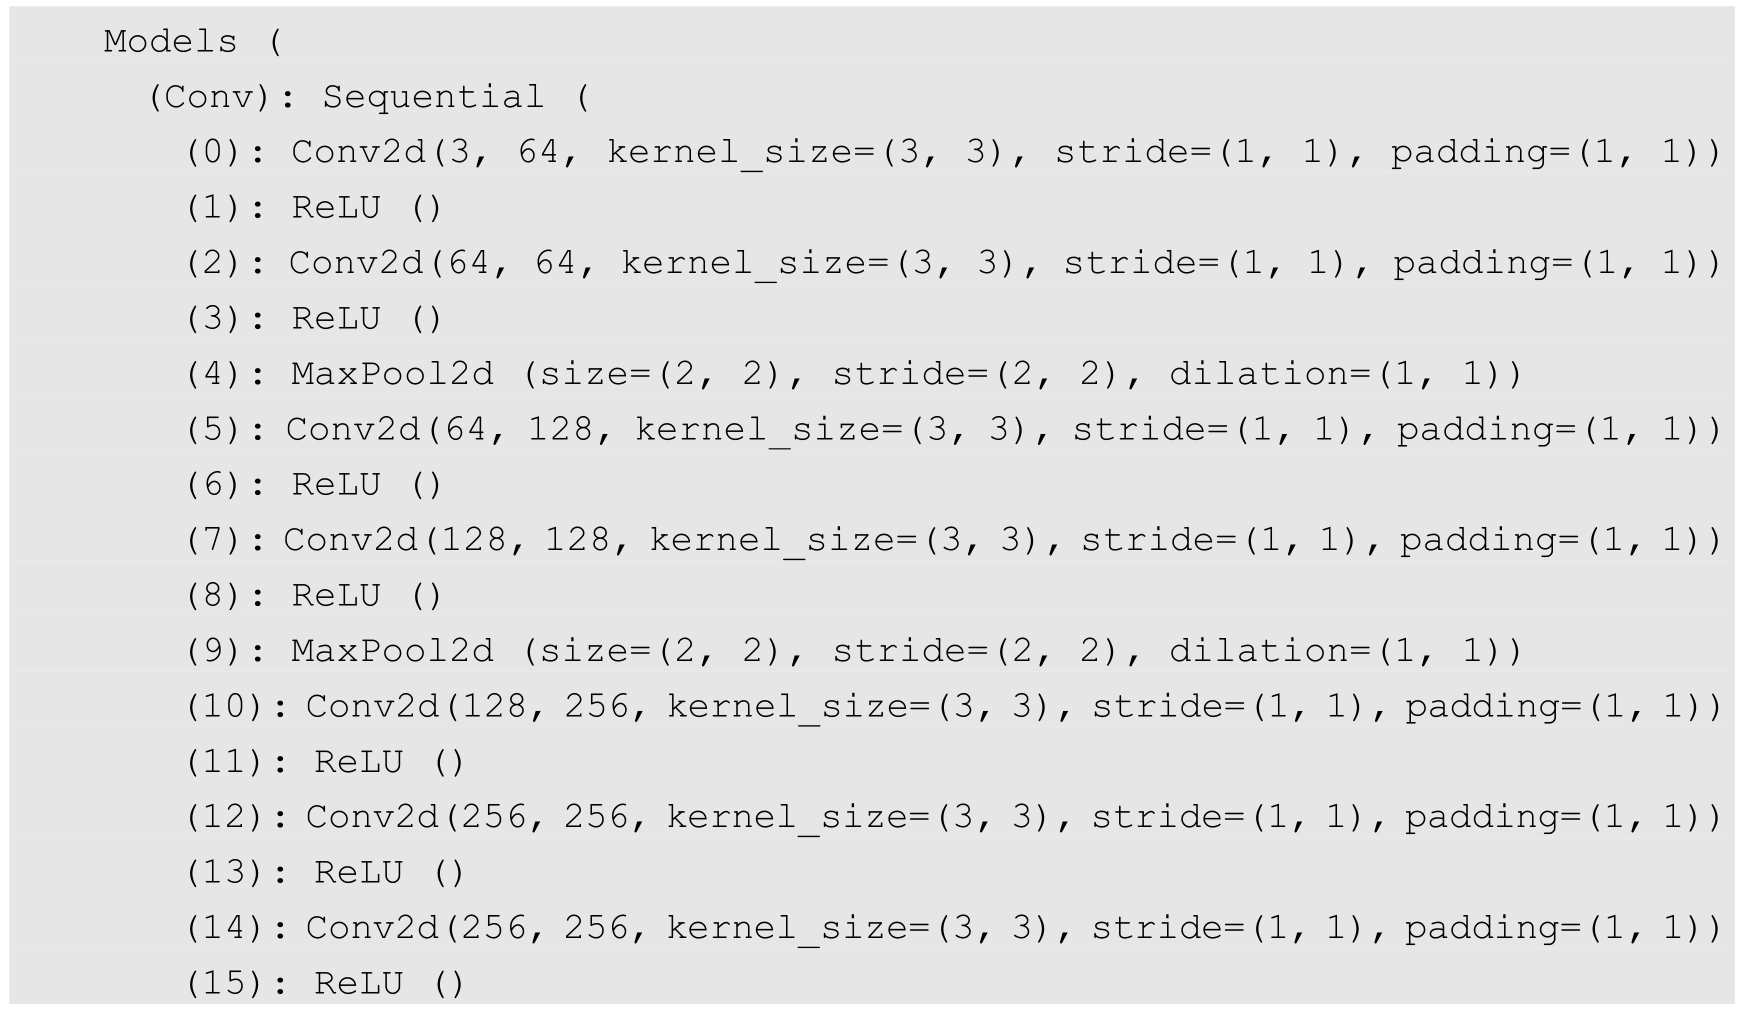 Models (
(Conv): Sequential (
(0): Conv2d(3, 64, kernel_size=(3, 3), stride=(1, 1), padding=(1, 1))
(1): ReLU ()
(2): Conv2d(64, 64, kernel_size=(3, 3), stride=(1, 1), padding=(1, 1))
(3): ReLU ()
(4): MaxPool2d (size=(2, 2), stride=(2, 2), dilation=(1, 1))
(5): Conv2d(64, 128, kernel_size=(3, 3), stride=(1, 1), padding=(1, 1))
(6): ReLU ()
(7): Conv2d(128, 128, kernel_size=(3, 3), stride=(1, 1), padding=(1, 1))
(8): ReLU ()
(9): MaxPool2d (size=(2, 2), stride=(2, 2), dilation=(1, 1))
(10): Conv2d(128, 256, kernel_size=(3, 3), stride=(1, 1), padding=(1, 1))
(11): ReLU ()
(12): Conv2d(256, 256, kernel_size=(3, 3), stride=(1, 1), padding=(1, 1))
(13): ReLU ()
(14): Conv2d(256, 256, kernel_size=(3, 3), stride=(1, 1), padding=(1, 1))
(15): ReLU ()